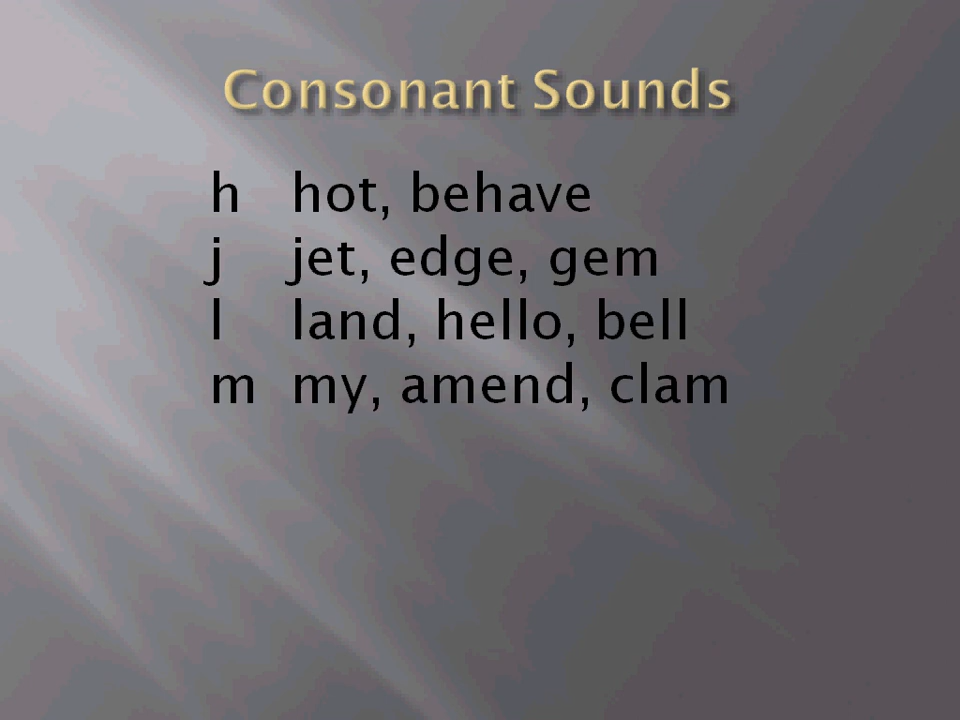 Consonant Sounds
h hot, behave
j jet, edge, gem
l land, hello, bell
m my, amend, clam